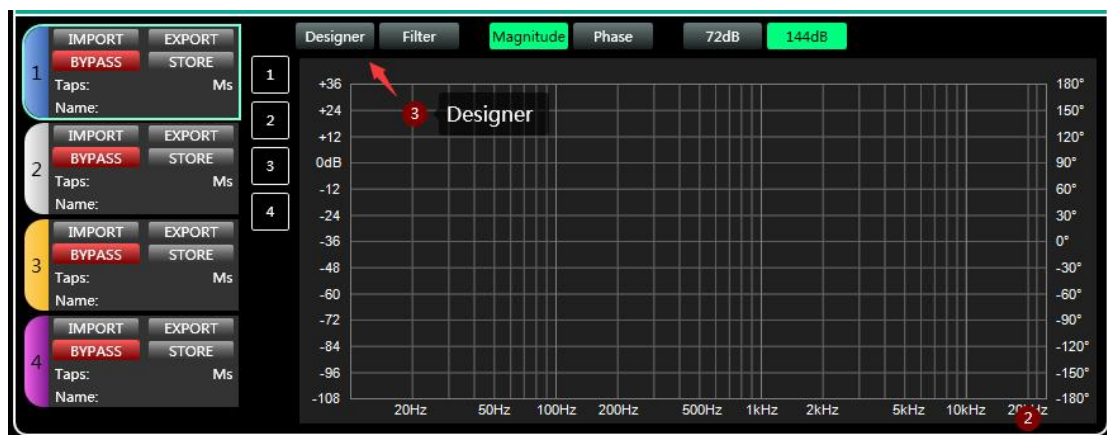 Designer Filter Magnitude Phase 72dB 144dB
1
IMPORT EXPORT
BYPASS STORE
Taps: Ms
Name:
2
IMPORT EXPORT
BYPASS STORE
Taps: Ms
Name:
3
IMPORT EXPORT
BYPASS STORE
Taps: Ms
Name:
4
IMPORT EXPORT
BYPASS STORE
Taps: Ms
Name:
1
2
3
4
3 Designer
+36 180°
+24 150°
+12 120°
0dB 90°
-12 60°
-24 30°
-36 0°
-48 -30°
-60 -60°
-72 -90°
-84 -120°
-96 -150°
-108 -180°
20Hz 50Hz 100Hz 200Hz 500Hz 1kHz 2kHz 5kHz 10kHz
2